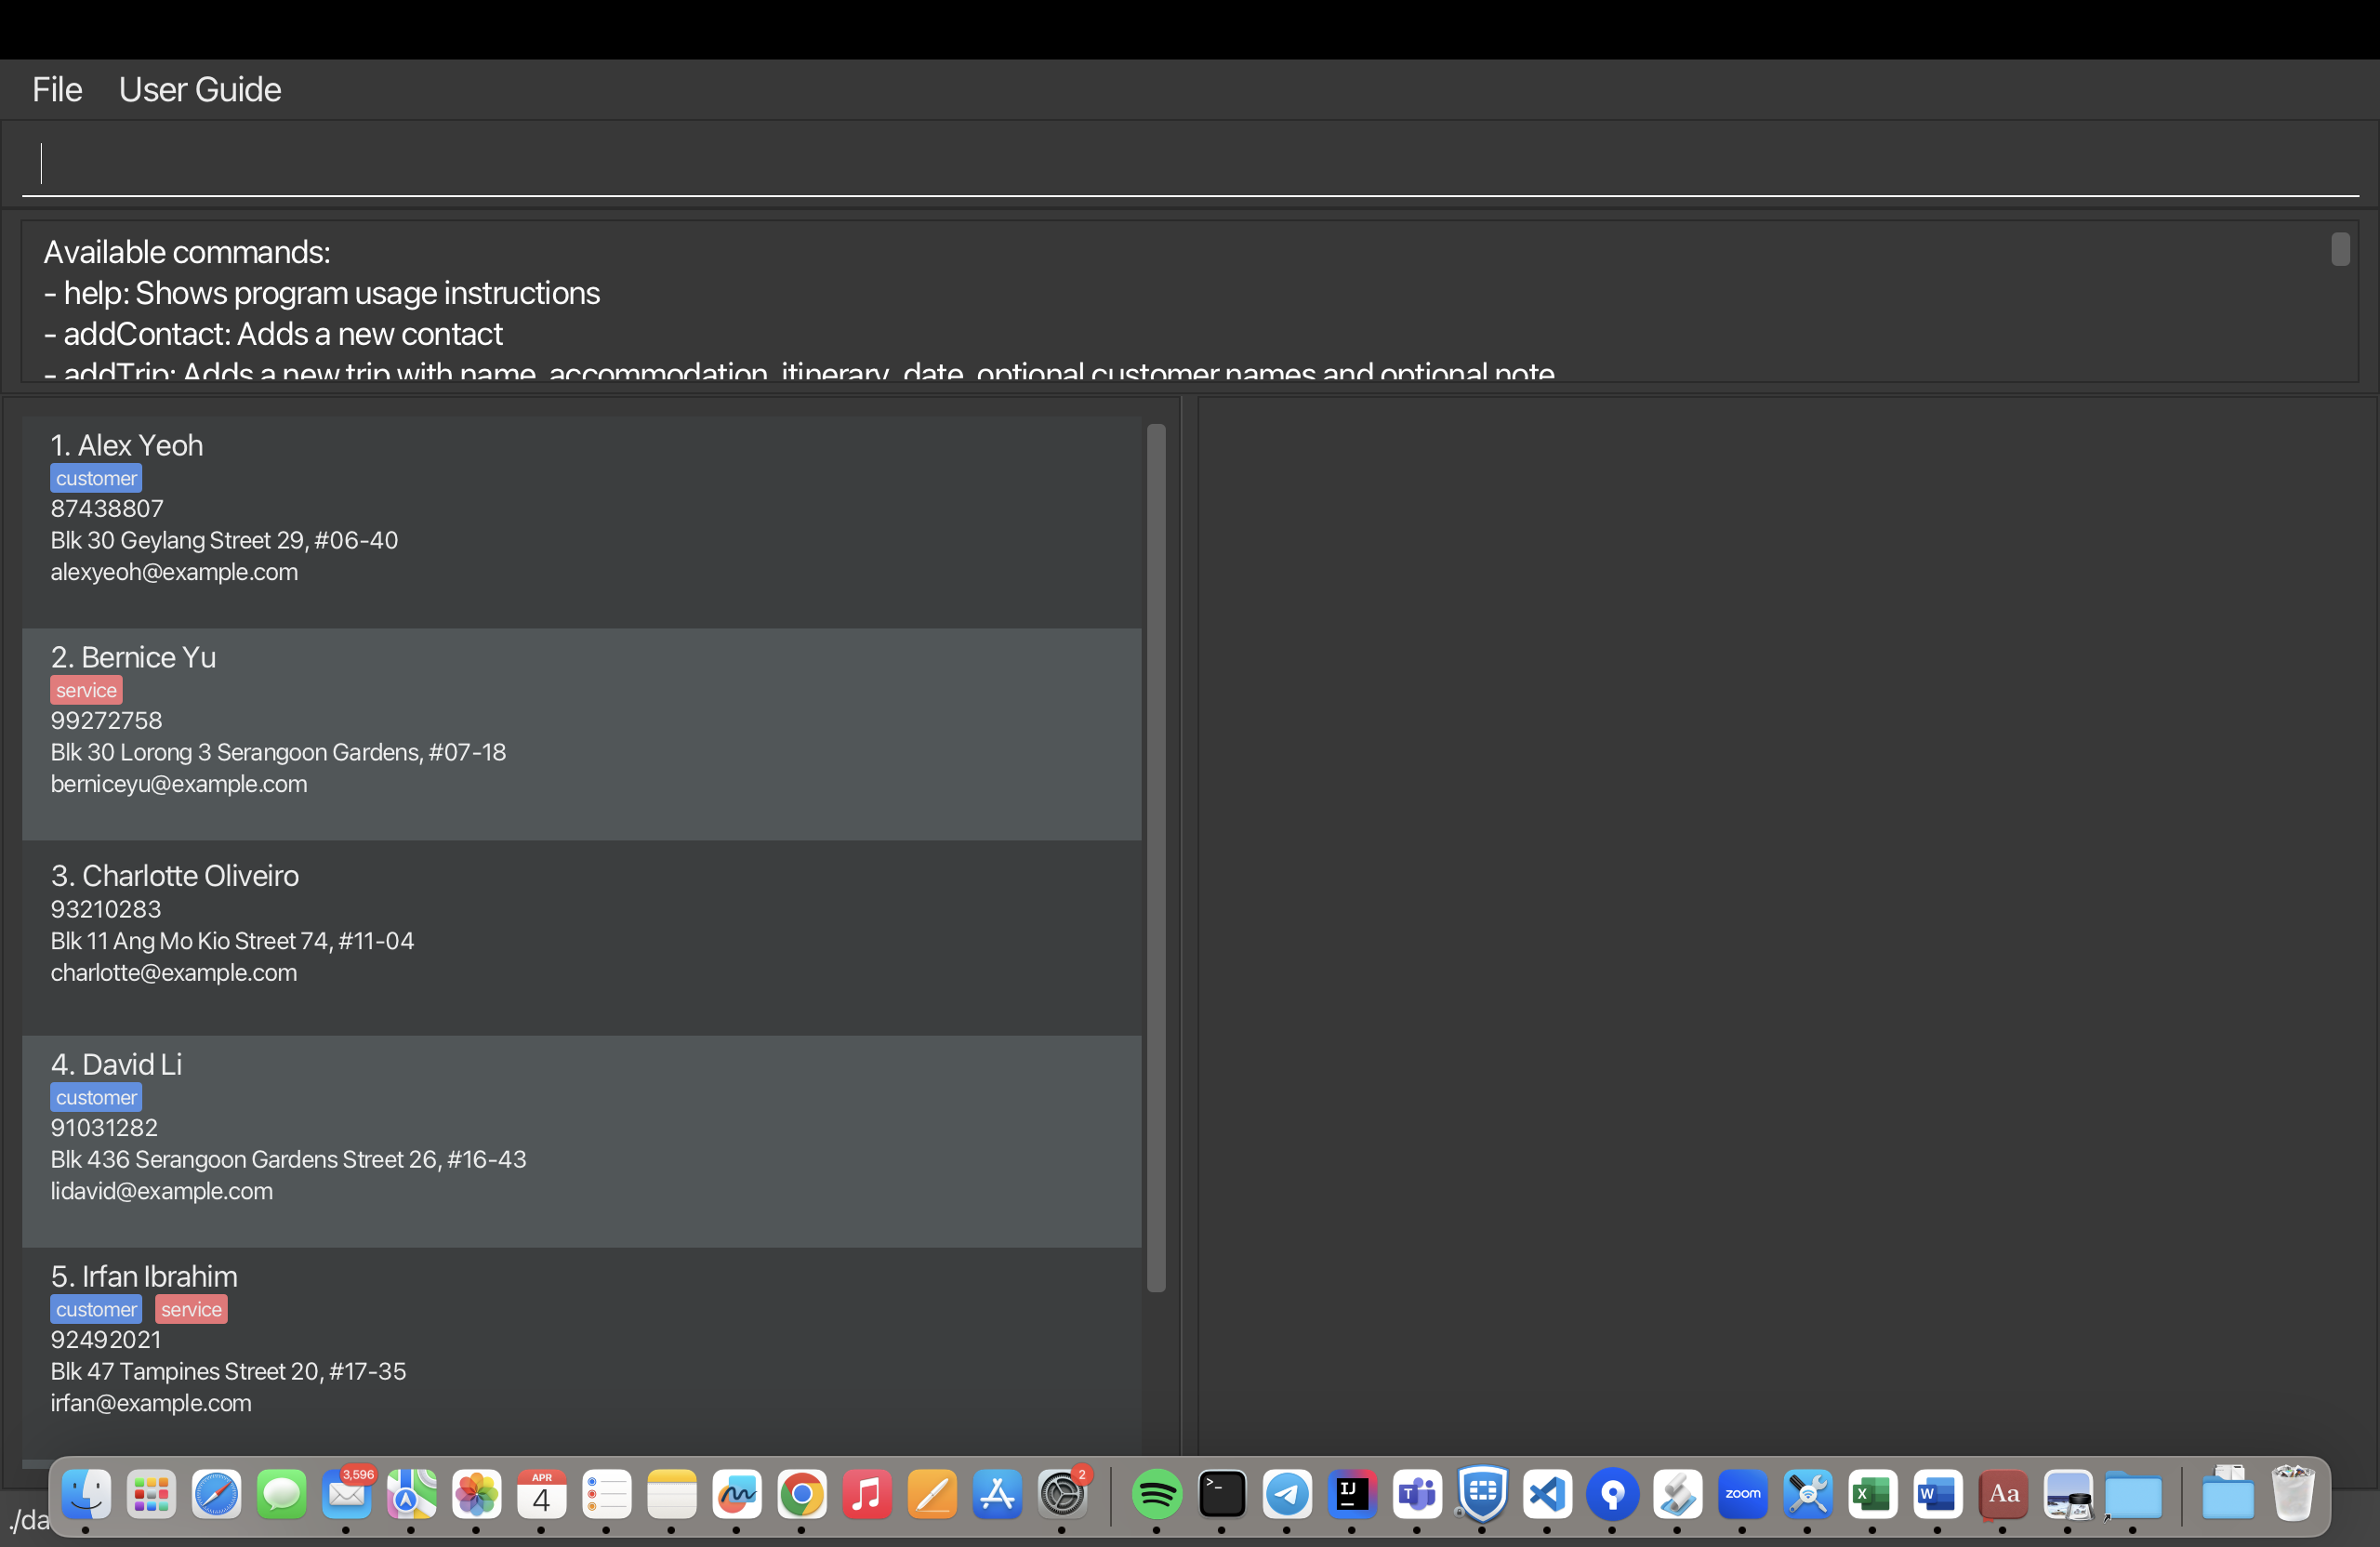 File User Guide
Available commands:
- help: Shows program usage instructions
- addContact: Adds a new contact
- addTrip: Adds a new trip with name, accommodation, itinerary, date, optional customer names and optional note
1. Alex Yeoh
customer
87438807
Blk 30 Geylang Street 29, #06-40
alexyeoh@example.com
2. Bernice Yu
service
99272758
Blk 30 Lorong 3 Serangoon Gardens, #07-18
berniceyu@example.com
3. Charlotte Oliveiro
93210283
Blk 11 Ang Mo Kio Street 74, #11-04
charlotte@example.com
4. David Li
customer
91031282
Blk 436 Serangoon Gardens Street 26, #16-43
lidavid@example.com
5. Irfan Ibrahim
customer service
92492021
Blk 47 Tampines Street 20, #17-35
irfan@example.com
3,596
APR
4
2
>_
IJ
T
zoom
X
W
Aa
./da